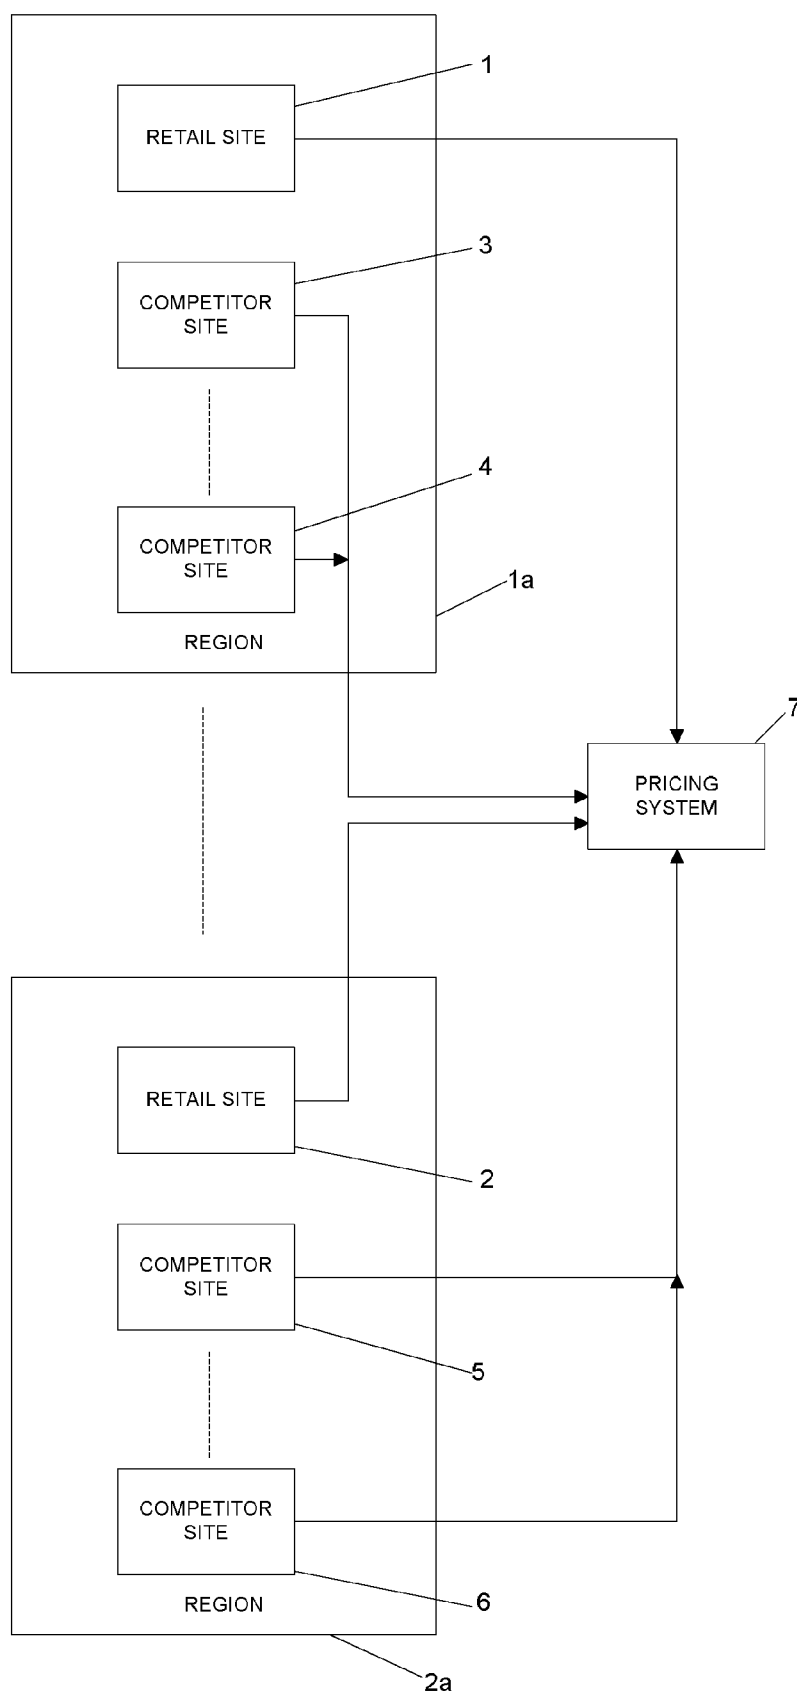 1
RETAIL SITE
3
COMPETITOR
SITE
4
COMPETITOR
SITE
1a
REGION
7
PRICING
SYSTEM
RETAIL SITE
2
COMPETITOR
SITE
5
COMPETITOR
SITE
6
REGION
2a